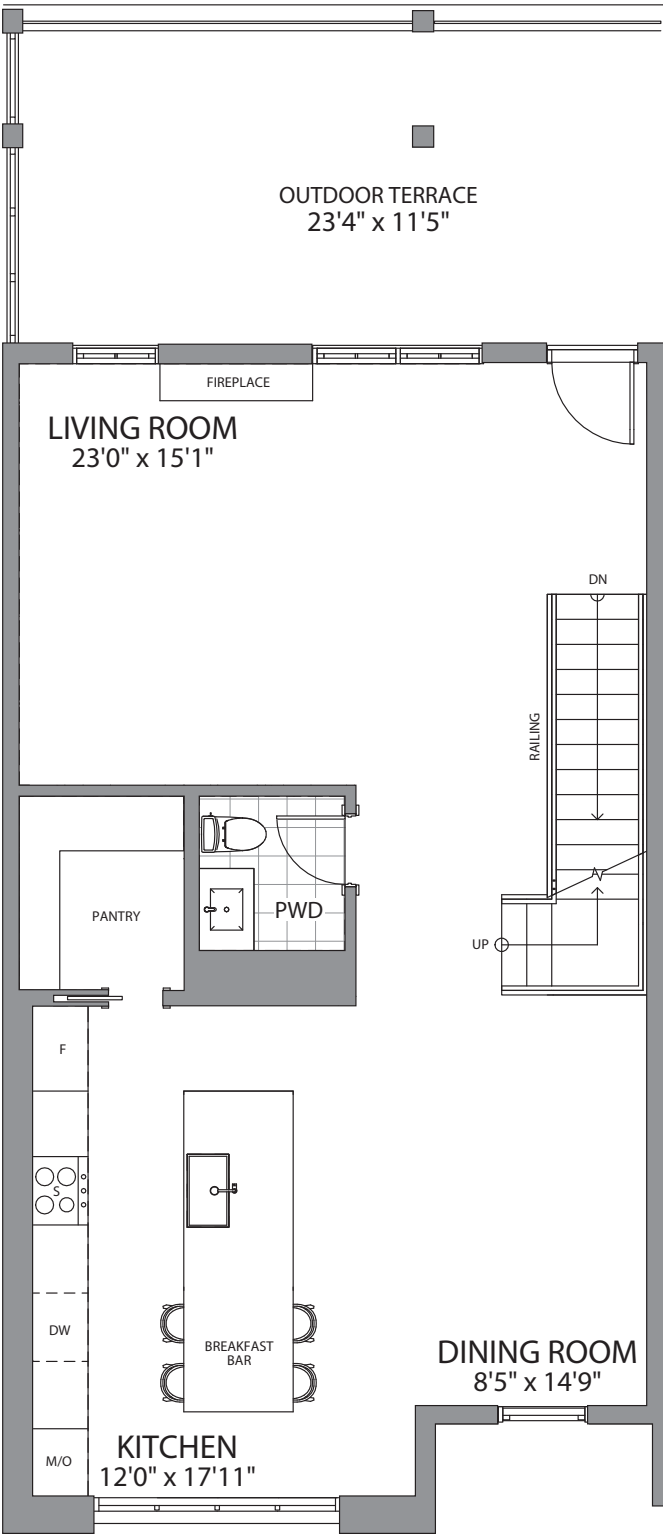 OUTDOOR TERRACE
23'4" x 11'5"
FIREPLACE
LIVING ROOM
23'0" x 15'1"
DN
RAILING
PANTRY
PWD
UP
F
S
DW
BREAKFAST
BAR
DINING ROOM
8'5" x 14'9"
M/O
KITCHEN
12'0" x 17'11"